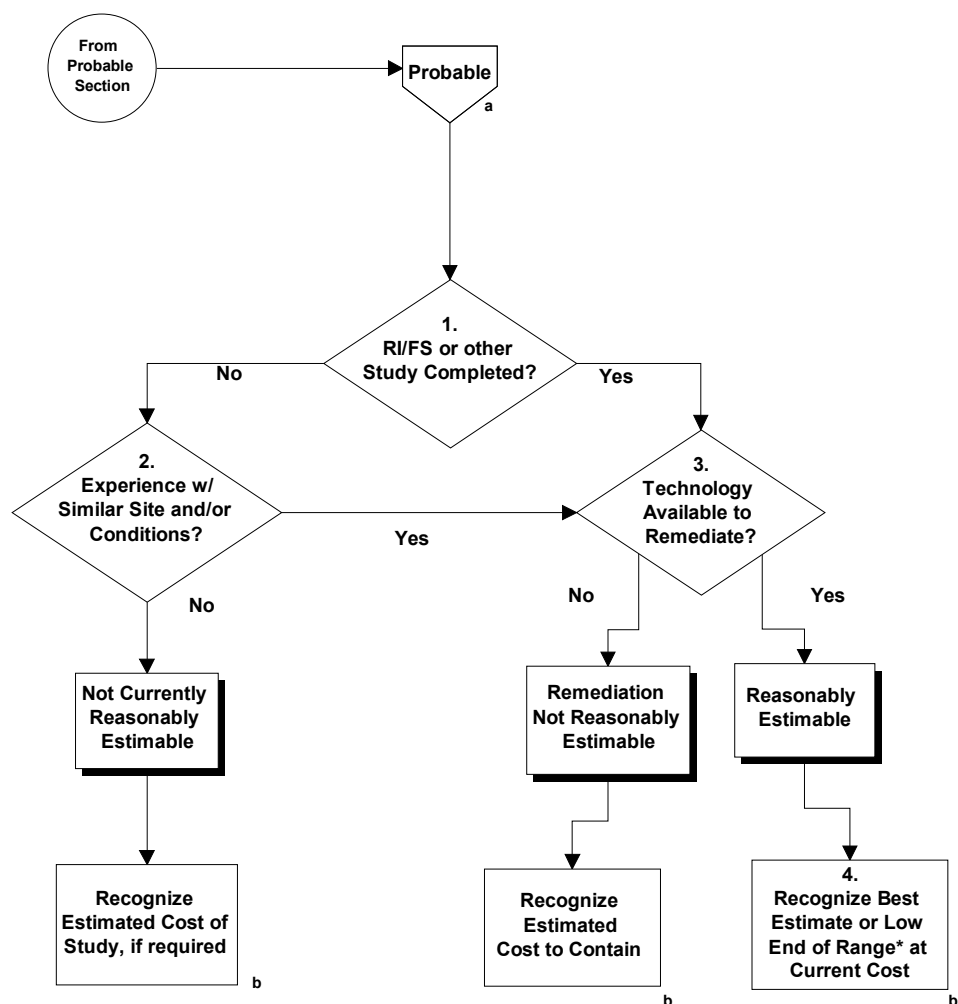 From
Probable
Section
Probable
a
1.
RI/FS or other
Study Completed?
No
Yes
2.
Experience w/
Similar Site and/or
Conditions?
Yes
3.
Technology
Available to
Remediate?
No
No
Yes
Not Currently
Reasonably
Estimable
Remediation
Not Reasonably
Estimable
Reasonably
Estimable
Recognize
Estimated Cost of
Study, if required
b
Recognize
Estimated
Cost to Contain
b
4.
Recognize Best
Estimate or Low
End of Range* at
Current Cost
b